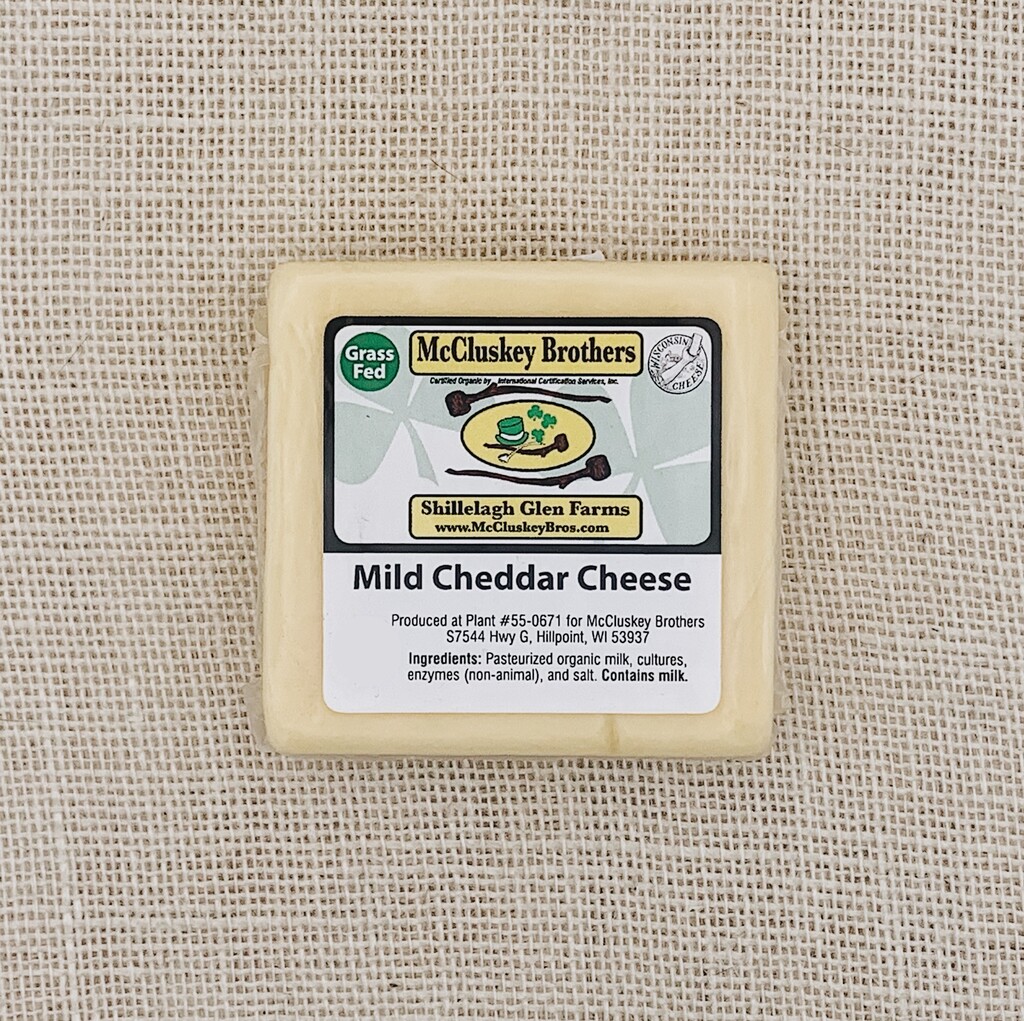 Grass
Fed
McCluskey Brothers
WISCONSIN
CHEESE
Certified Organic by International Certification Services, Inc.
Shillelagh Glen Farms
www.McCluskeyBros.com
Mild Cheddar Cheese
Produced at Plant #55-0671 for McCluskey Brothers
S7544 Hwy G, Hillpoint, WI 53937
Ingredients: Pasteurized organic milk, cultures,
enzymes (non-animal), and salt. Contains milk.